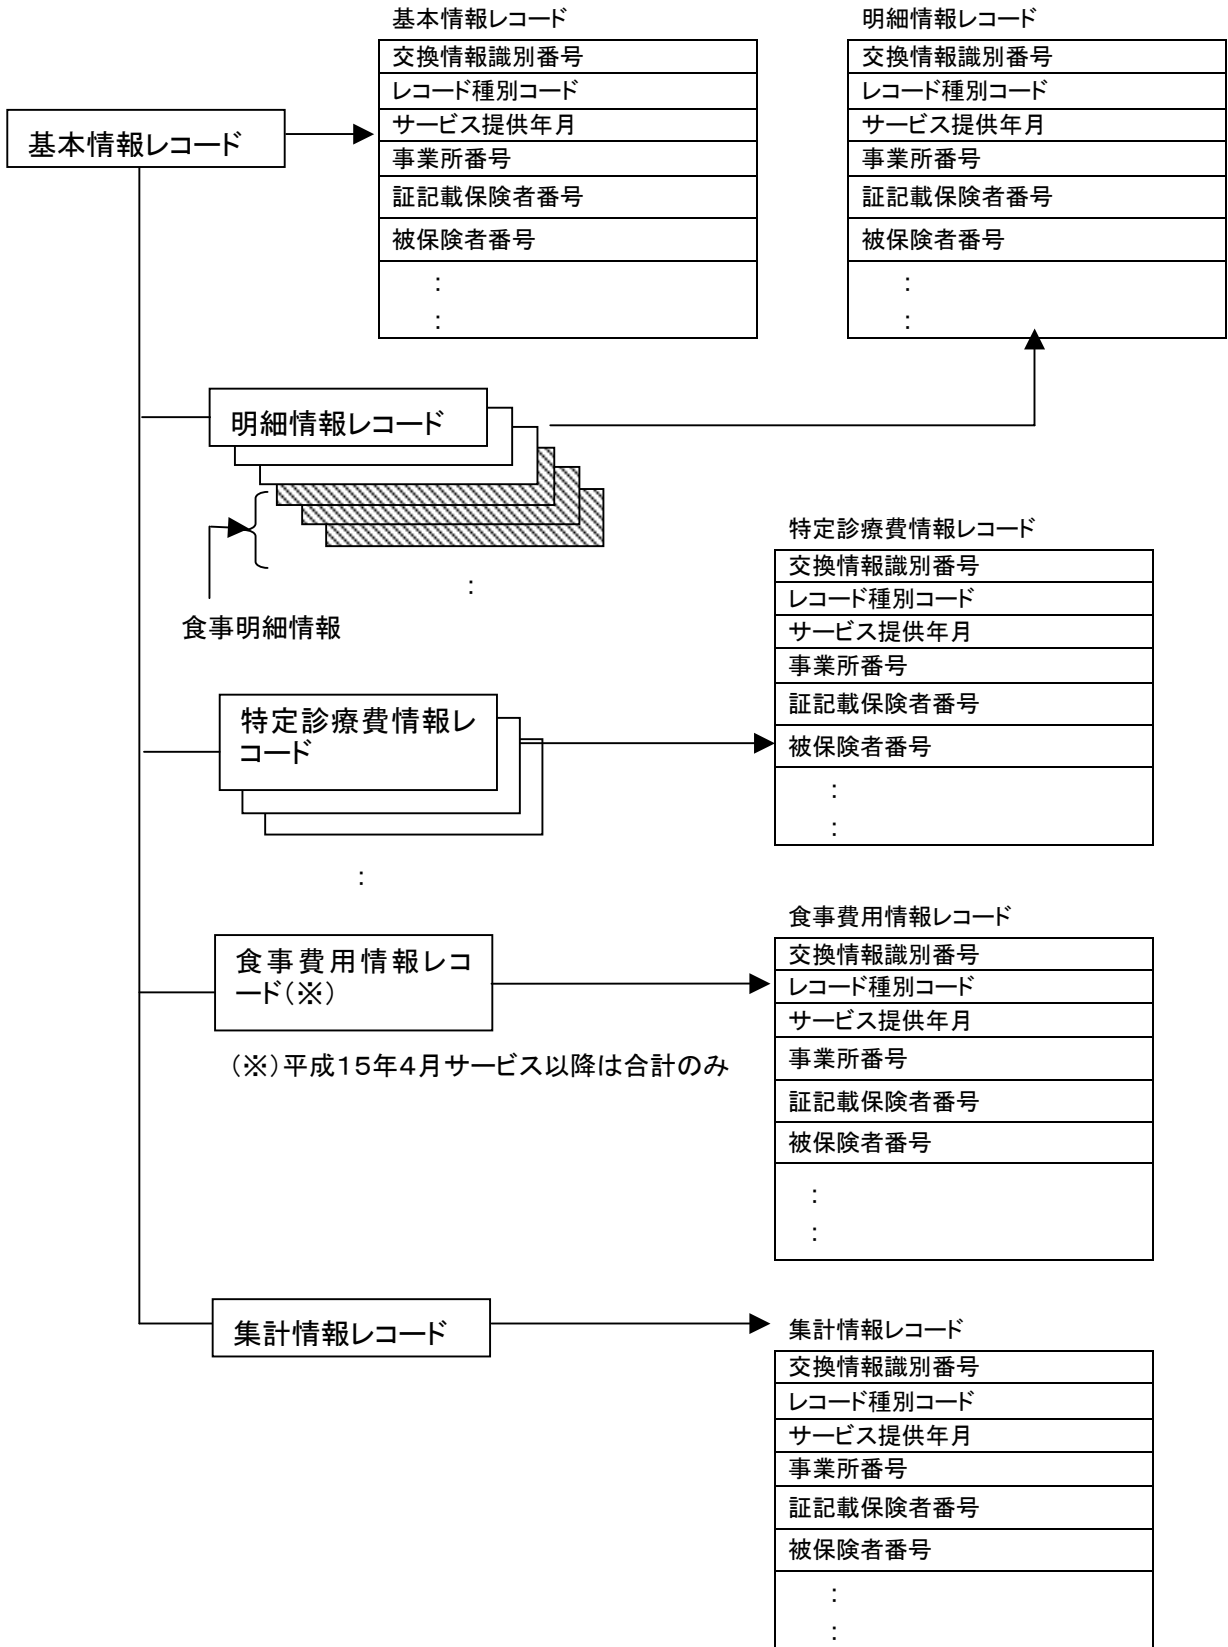 基本情報レコード
交換情報識別番号
レコード種別コード
サービス提供年月
事業所番号
証記載保険者番号
被保険者番号
:
:
明細情報レコード
交換情報識別番号
レコード種別コード
サービス提供年月
事業所番号
証記載保険者番号
被保険者番号
:
:
基本情報レコード
明細情報レコード
:
食事明細情報
特定診療費情報レコード
交換情報識別番号
レコード種別コード
サービス提供年月
事業所番号
証記載保険者番号
被保険者番号
:
:
特定診療費情報レ
コード
:
食事費用情報レコード
交換情報識別番号
レコード種別コード
サービス提供年月
事業所番号
証記載保険者番号
被保険者番号
:
:
食事費用情報レコ
ード(※)
(※)平成15年4月サービス以降は合計のみ
集計情報レコード
集計情報レコード
交換情報識別番号
レコード種別コード
サービス提供年月
事業所番号
証記載保険者番号
被保険者番号
:
: